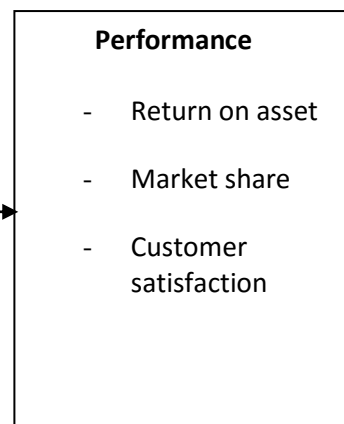 Performance
- Return on asset
- Market share
- Customer
satisfaction